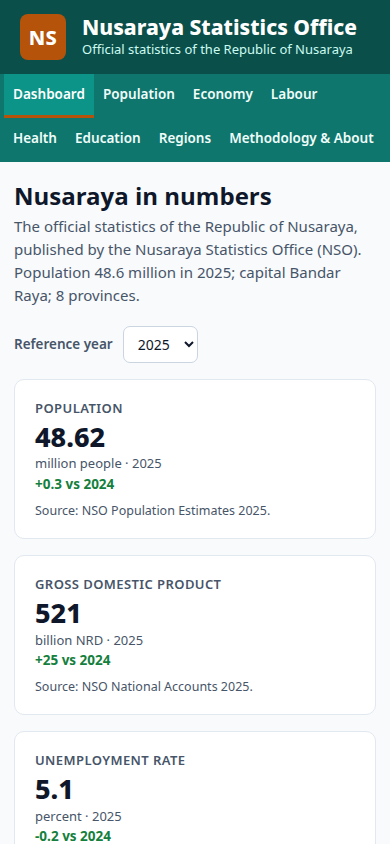 NS
Nusaraya Statistics Office
Official statistics of the Republic of Nusaraya
Dashboard Population Economy Labour
Health Education Regions Methodology & About
Nusaraya in numbers
The official statistics of the Republic of Nusaraya,
published by the Nusaraya Statistics Office (NSO).
Population 48.6 million in 2025; capital Bandar
Raya; 8 provinces.
Reference year 2025
POPULATION
48.62
million people · 2025
+0.3 vs 2024
Source: NSO Population Estimates 2025.
GROSS DOMESTIC PRODUCT
521
billion NRD · 2025
+25 vs 2024
Source: NSO National Accounts 2025.
UNEMPLOYMENT RATE
5.1
percent · 2025
-0.2 vs 2024